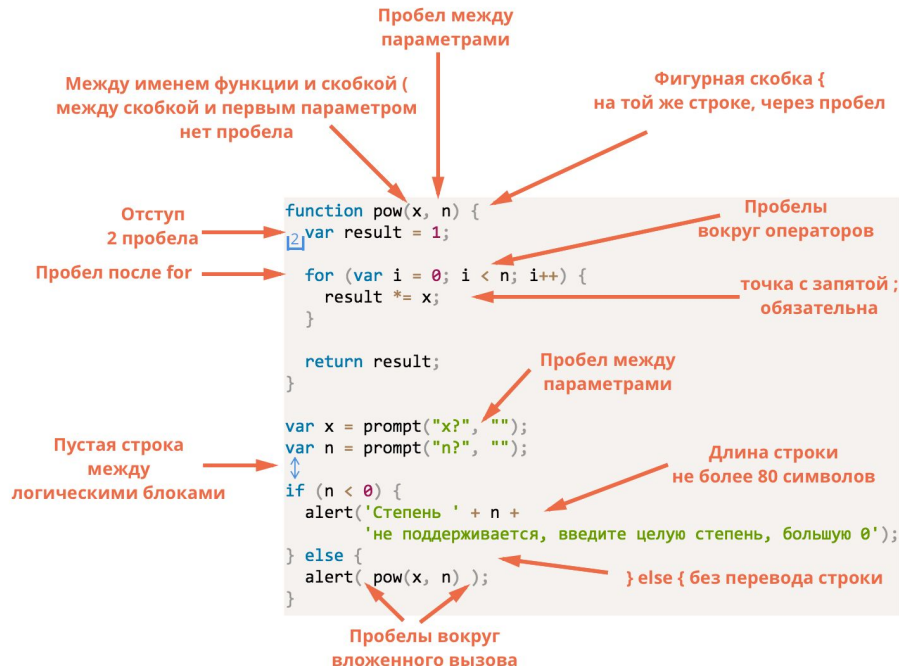 Пробел между
параметрами
Между именем функции и скобкой (
между скобкой и первым параметром
нет пробела
Фигурная скобка {
на той же строке, через пробел
Отступ
2 пробела
Пробел после for
Пустая строка
между
логическими блоками
function pow(x, n) {
2
var result = 1;
for (var i = 0; i < n; i++) {
result *= x;
}
return result;
}
var x = prompt("x?", "");
var n = prompt("n?", "");
if (n < 0) {
alert('Степень ' + n +
'не поддерживается, введите целую степень, большую 0');
} else {
alert( pow(x, n) );
}
Пробелы
вокруг операторов
точка с запятой ;
обязательна
Пробел между
параметрами
Длина строки
не более 80 символов
} else { без перевода строки
Пробелы вокруг
вложенного вызова